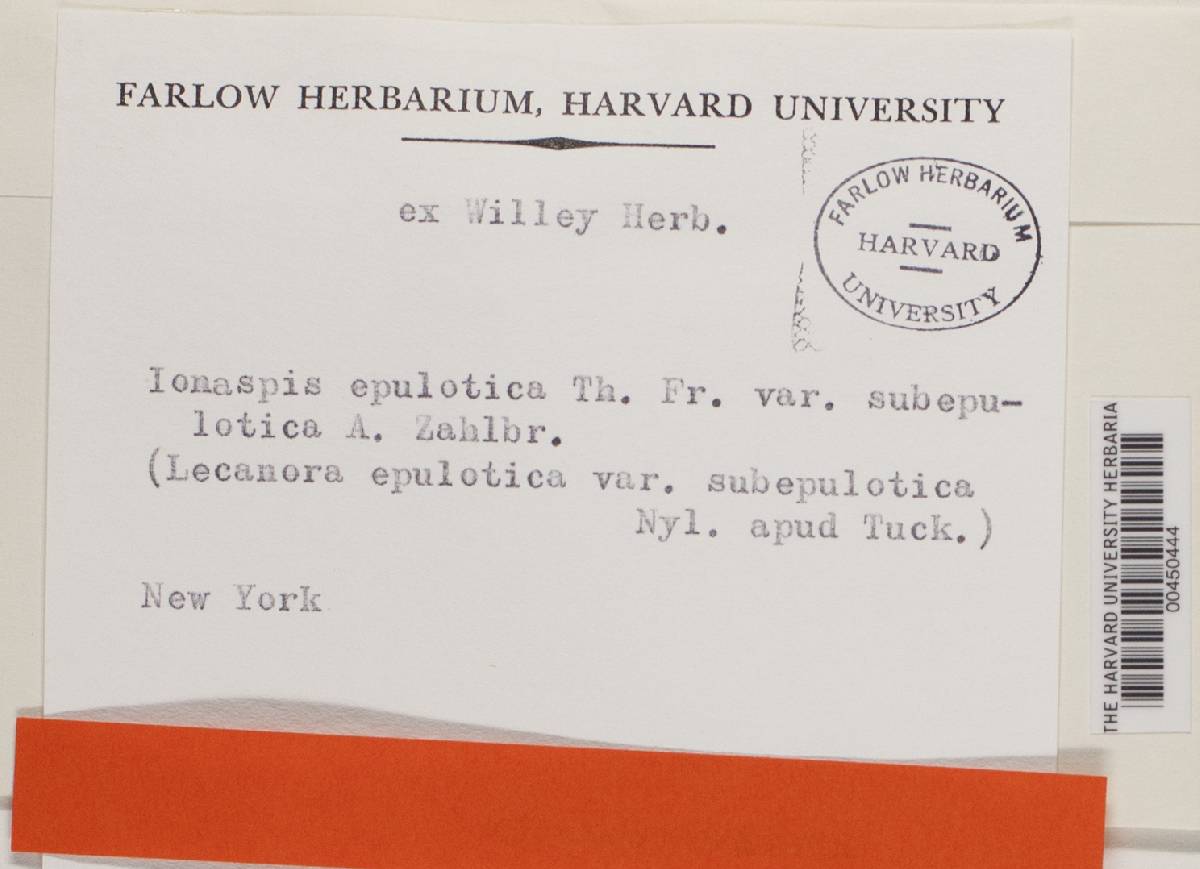 FARLOW HERBARIUM, HARVARD UNIVERSITY
ex Willey Herb.
FARLOW HERBARIUM
HARVARD
UNIVERSITY
Ionaspis epulotica Th. Fr. var. subepu-
lotica A. Zahlbr.
(Lecanora epulotica var. subepulotica
Nyl. apud Tuck.)
New York
THE HARVARD UNIVERSITY HERBARIA
00450444